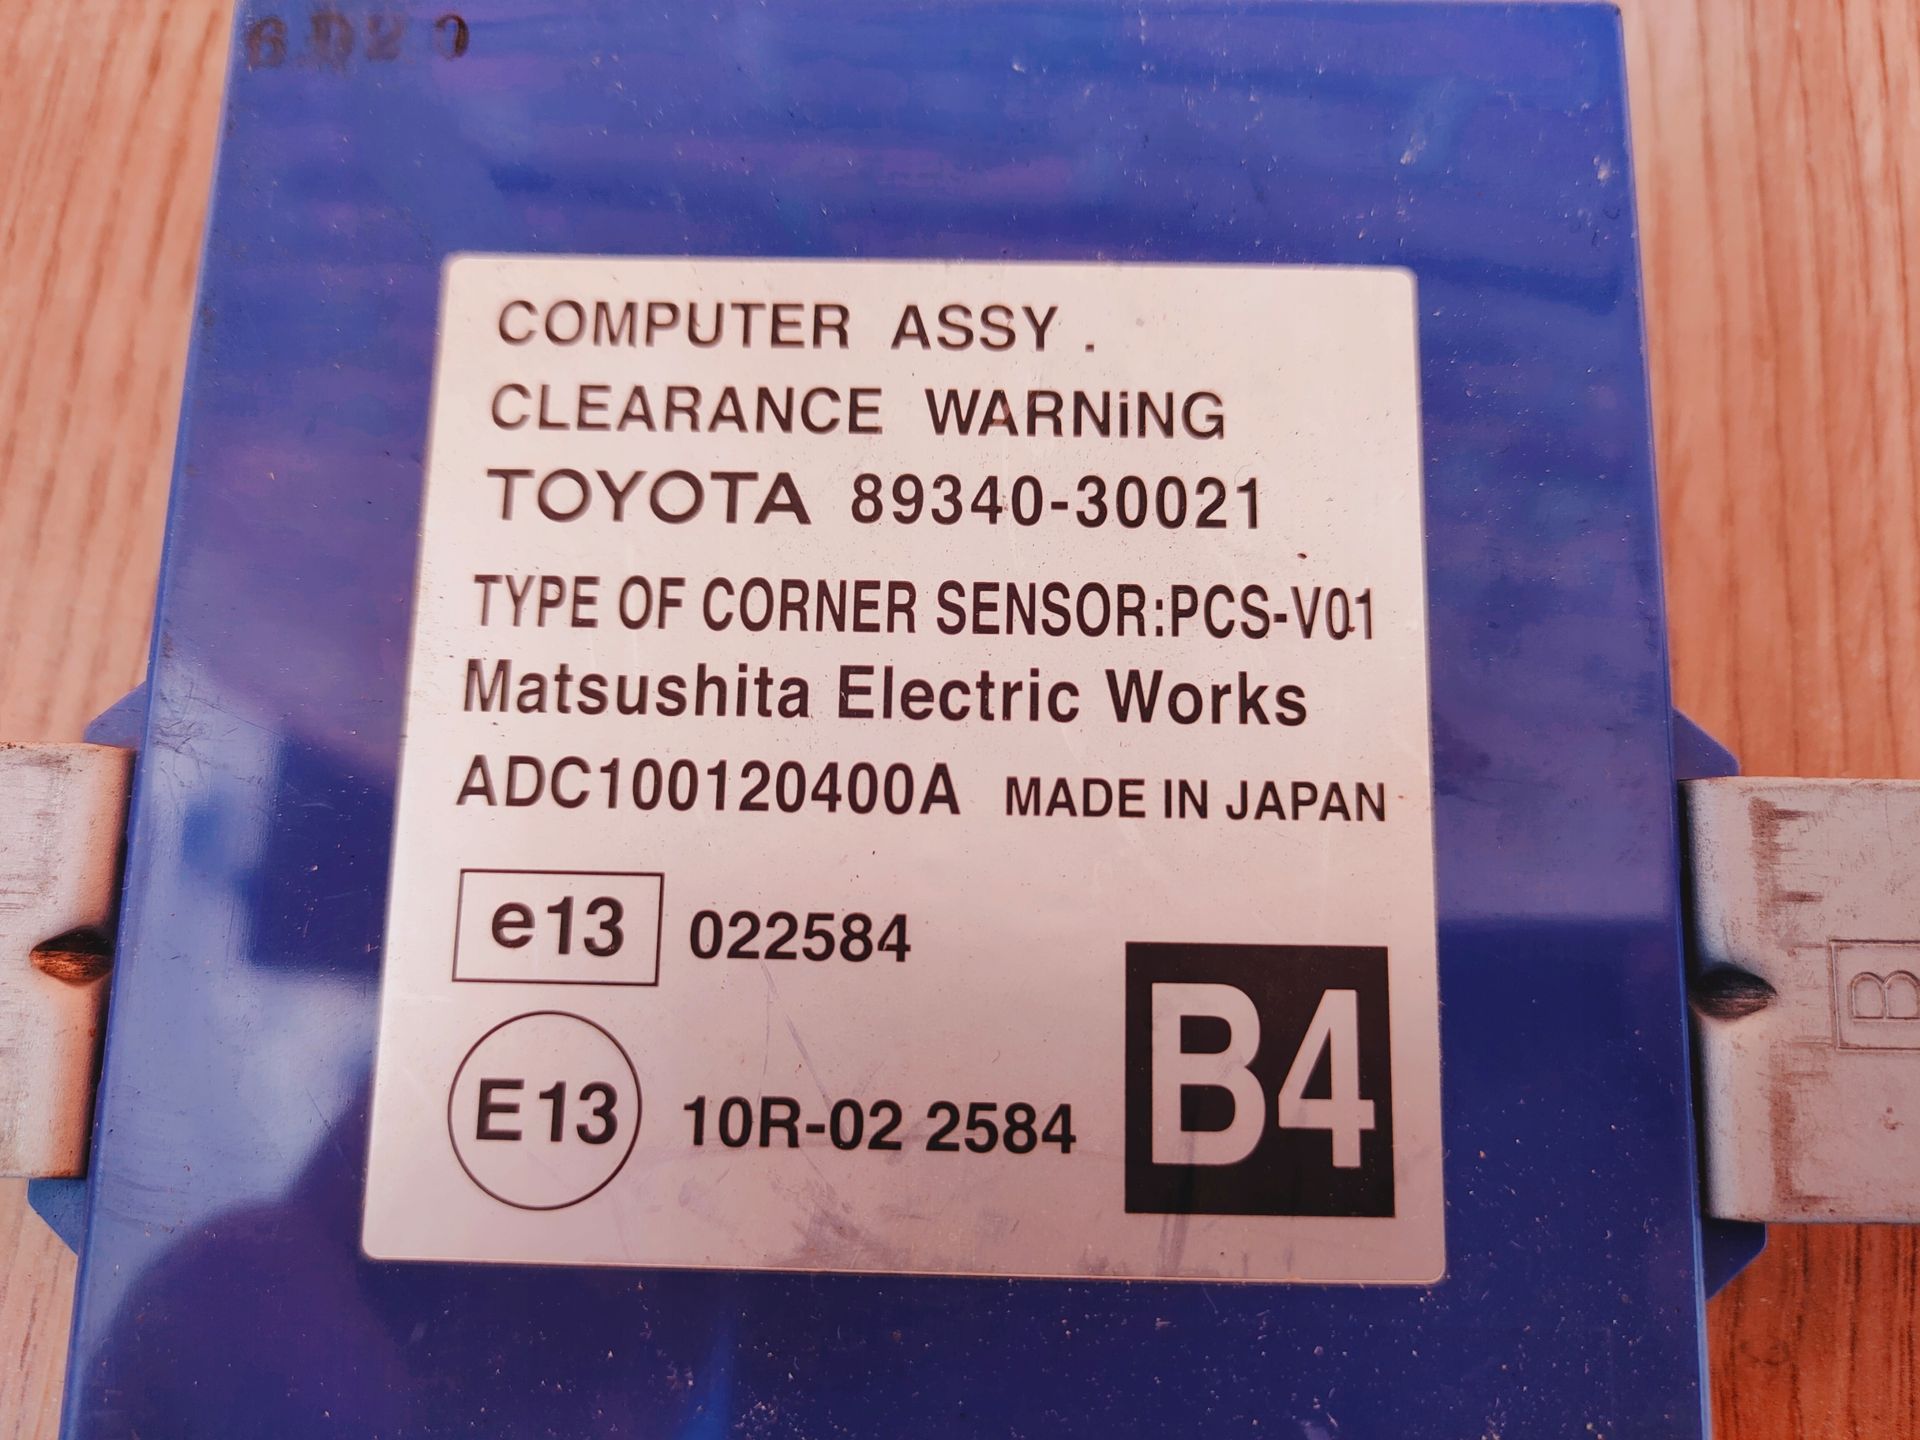 COMPUTER ASSY .
CLEARANCE WARNiNG
TOYOTA 89340-30021
TYPE OF CORNER SENSOR:PCS-V01
Matsushita Electric Works
ADC100120400A MADE IN JAPAN
e13 022584
E13 10R-02 2584
B4
B